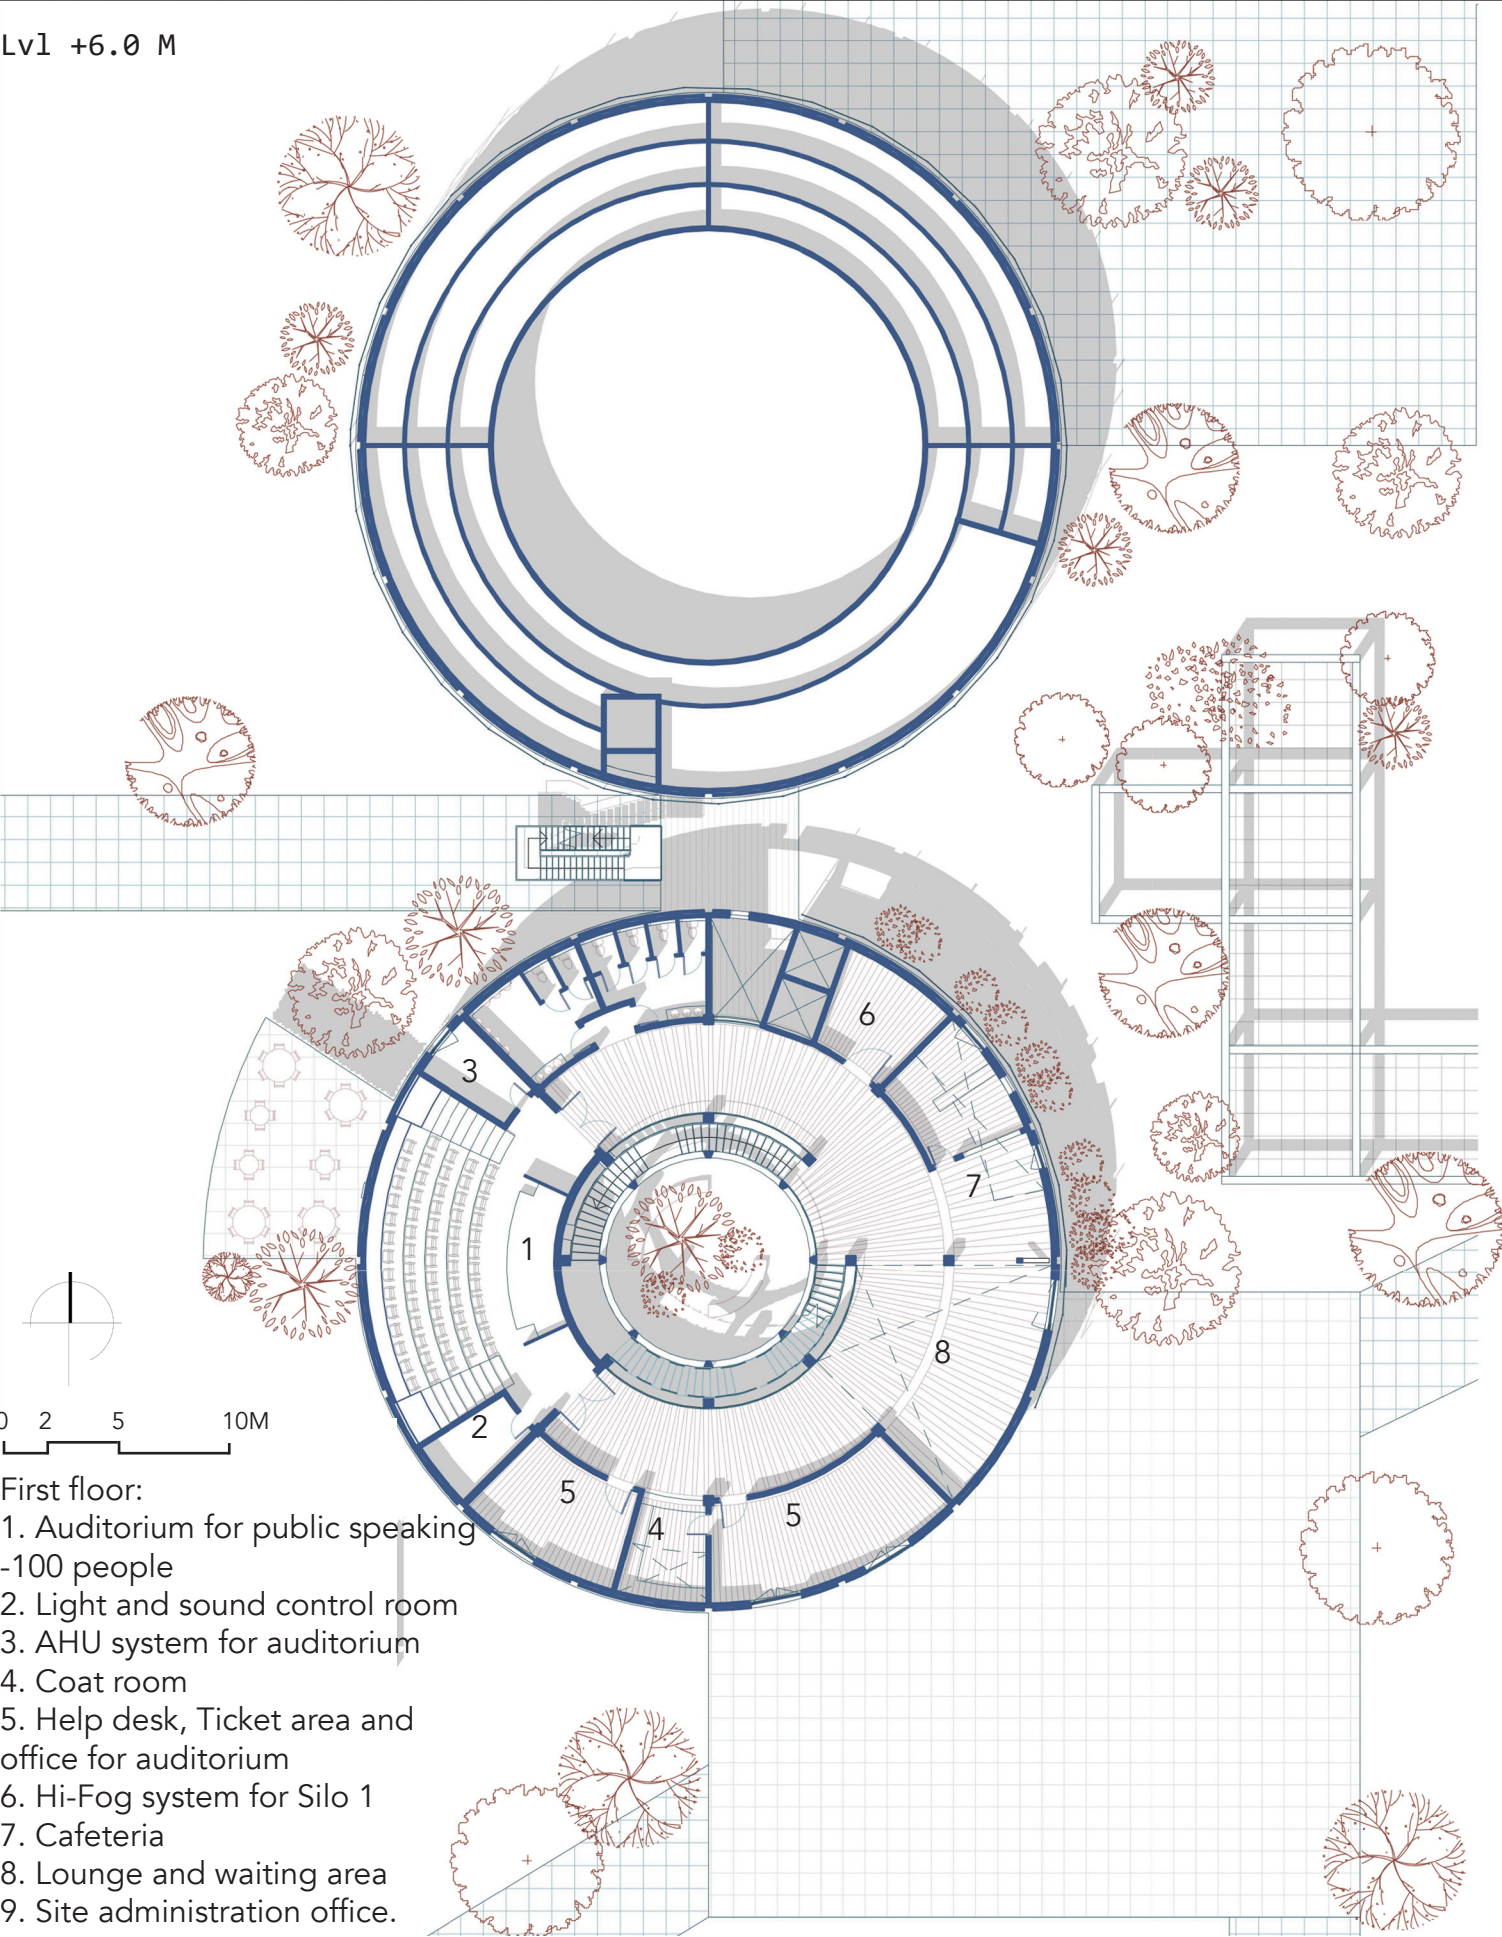 Lvl +6.0 M
6
3
7
1
8
2
5
5
4
0 2 5 10M
First floor:
1. Auditorium for public speaking
-100 people
2. Light and sound control room
3. AHU system for auditorium
4. Coat room
5. Help desk, Ticket area and
office for auditorium
6. Hi-Fog system for Silo 1
7. Cafeteria
8. Lounge and waiting area
9. Site administration office.